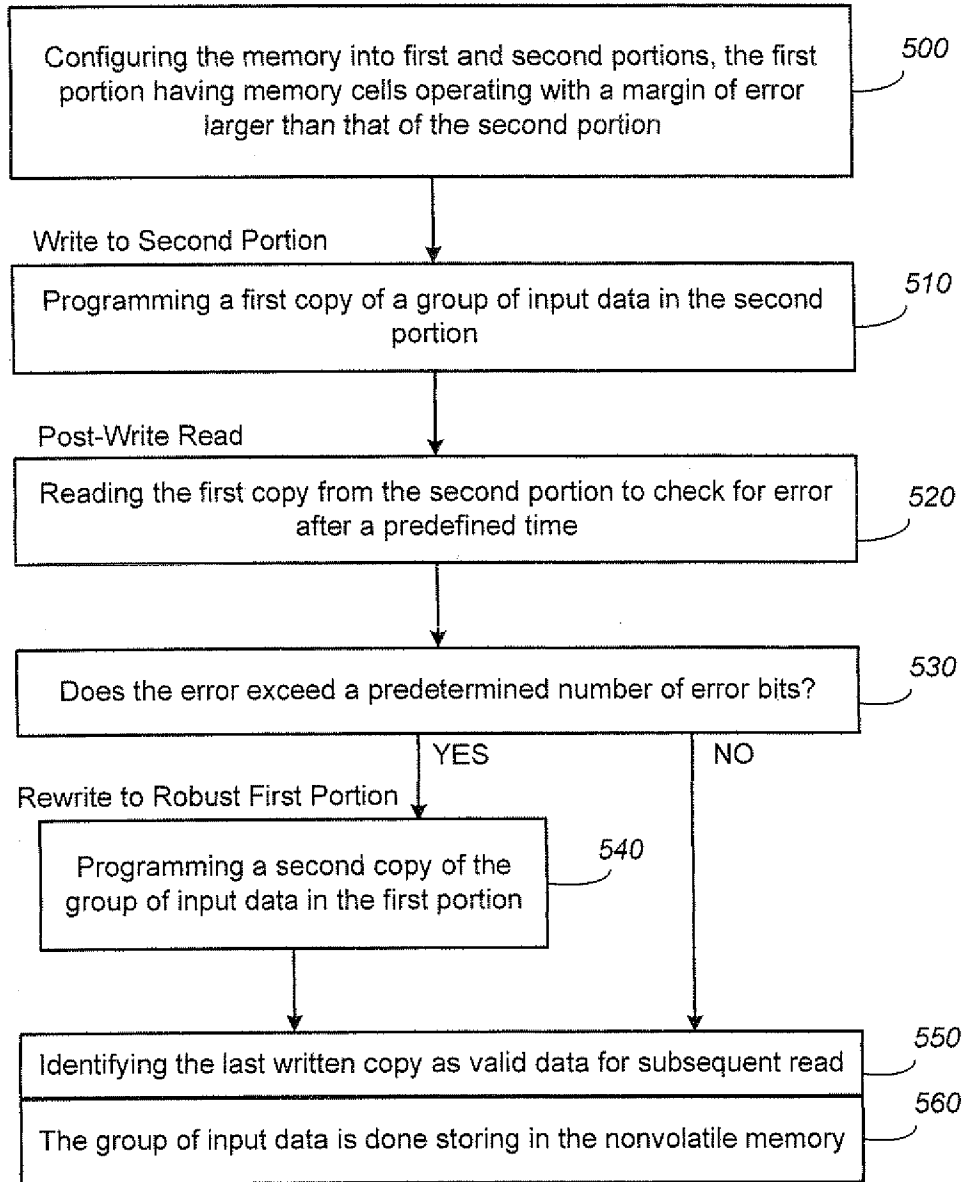 Configuring the memory into first and second portions, the first
portion having memory cells operating with a margin of error
larger than that of the second portion
500
Write to Second Portion
Programming a first copy of a group of input data in the second
portion
510
Post-Write Read
Reading the first copy from the second portion to check for error
after a predefined time
520
Does the error exceed a predetermined number of error bits?
530
YES
NO
Rewrite to Robust First Portion
Programming a second copy of the
group of input data in the first portion
540
Identifying the last written copy as valid data for subsequent read
550
The group of input data is done storing in the nonvolatile memory
560